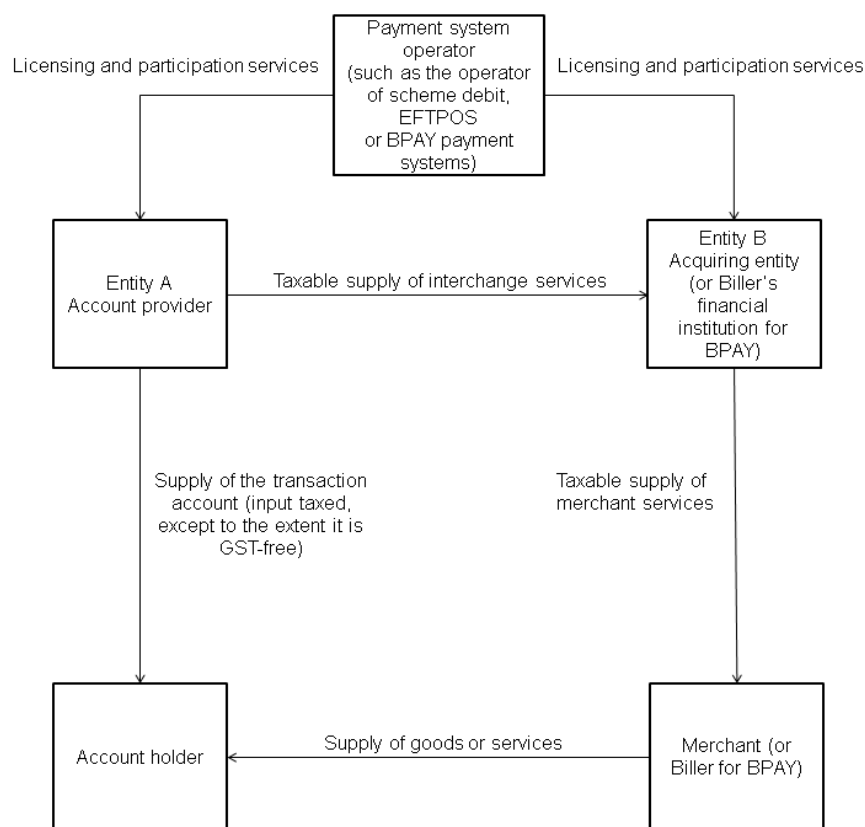 Payment system
operator
(such as the operator
of scheme debit,
EFTPOS
or BPAY payment
systems)
Licensing and participation services
Licensing and participation services
Entity A
Account provider
Taxable supply of interchange services
Entity B
Acquiring entity
(or Biller's
financial
institution for
BPAY)
Supply of the transaction
account (input taxed,
except to the extent it is
GST-free)
Taxable supply of
merchant services
Account holder
Supply of goods or services
Merchant (or
Biller for BPAY)